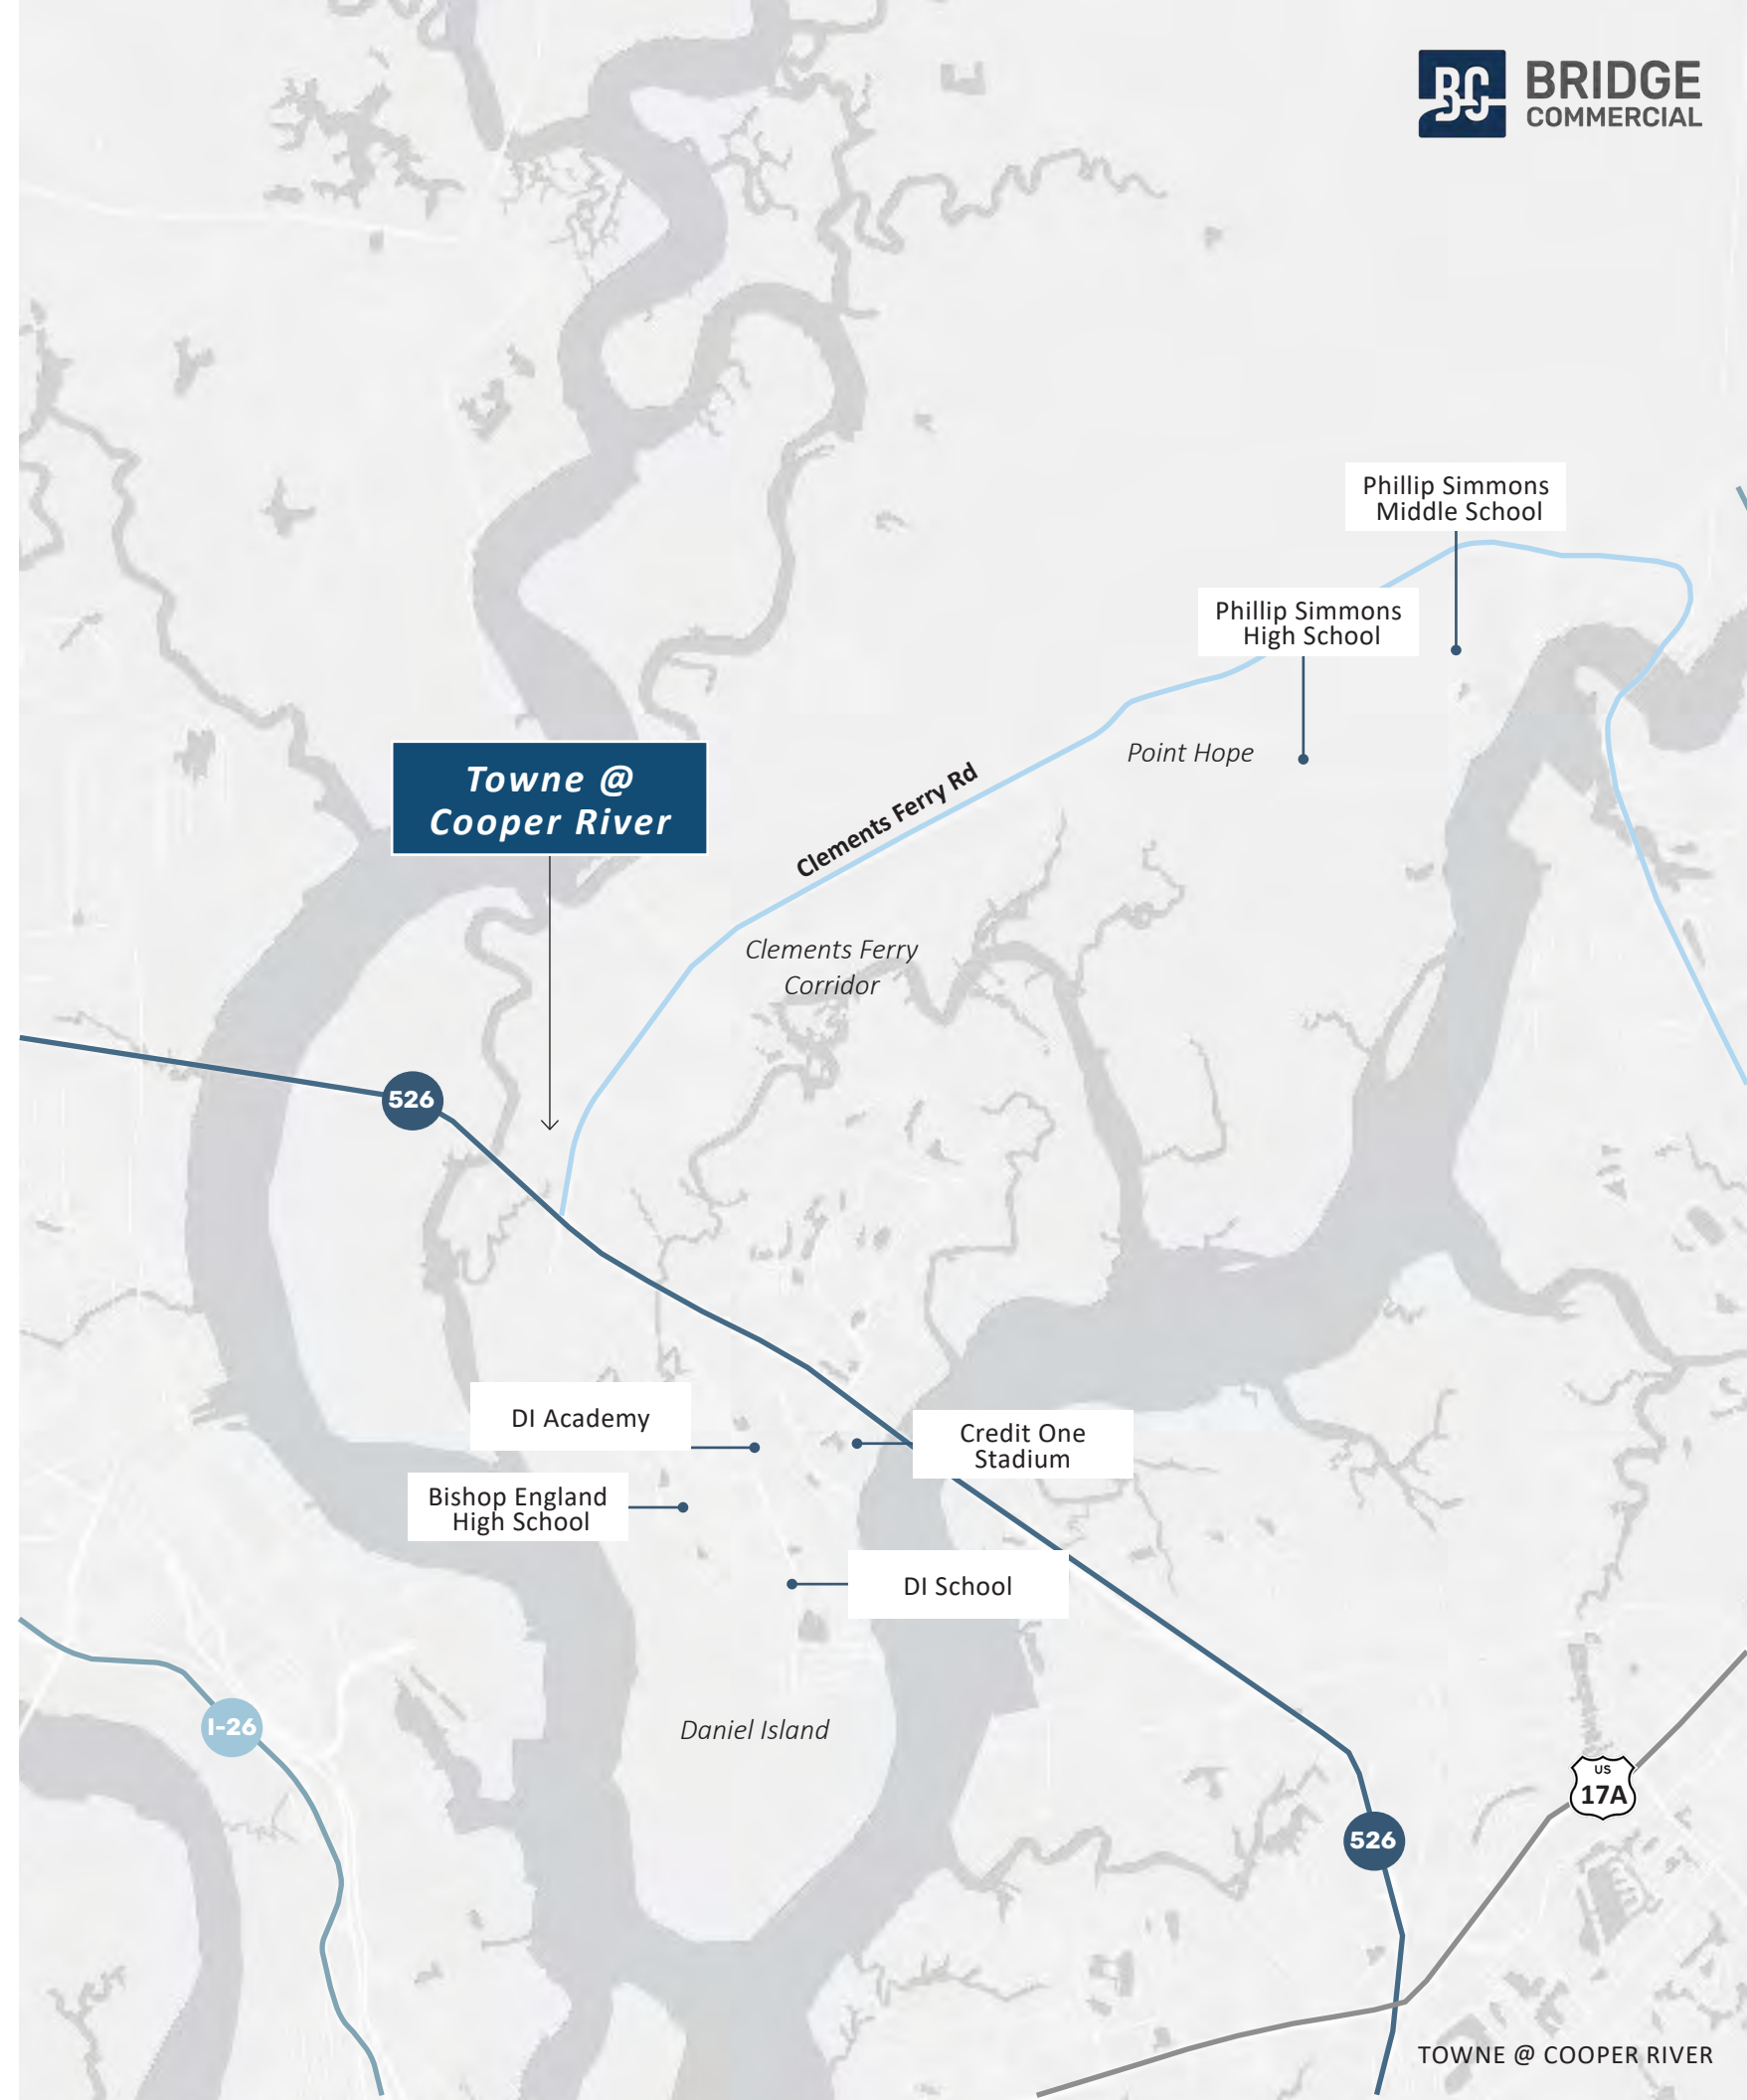 BRIDGE
COMMERCIAL
Phillip Simmons
Middle School
Phillip Simmons
High School
Point Hope
Towne @
Cooper River
Clements Ferry Rd
Clements Ferry
Corridor
526
DI Academy
Credit One
Stadium
Bishop England
High School
DI School
Daniel Island
I-26
US
17A
526
TOWNE @ COOPER RIVER